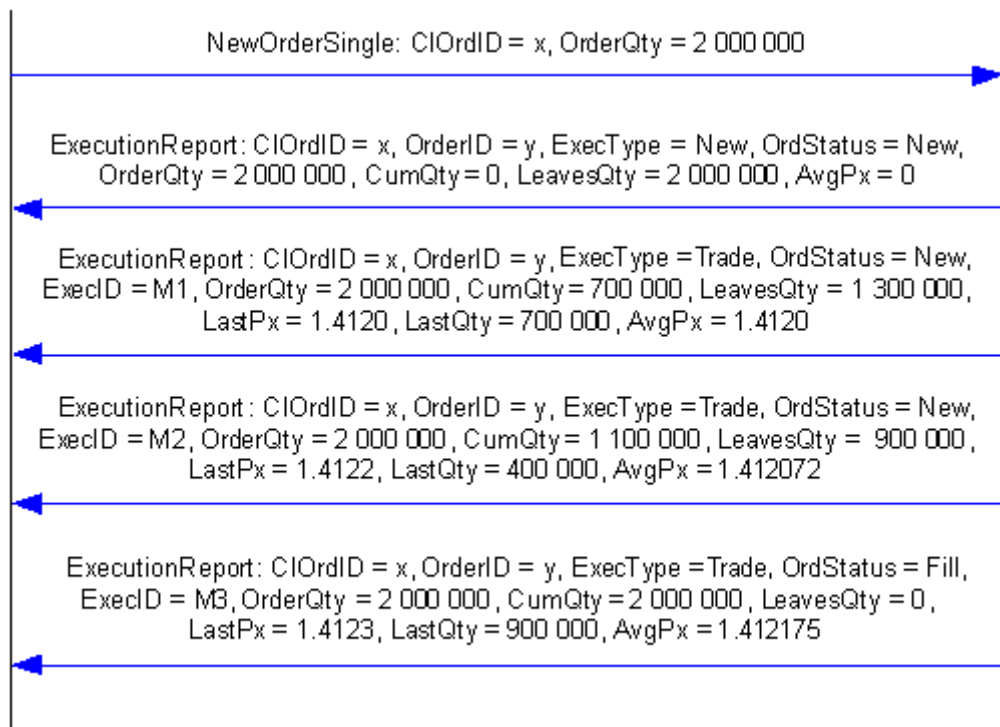 NewOrderSingle: ClOrdID = x, OrderQty = 2 000 000
ExecutionReport: ClOrdID = x, OrderID = y, ExecType = New, OrdStatus = New,
OrderQty = 2 000 000, CumQty = 0, LeavesQty = 2 000 000, AvgPx = 0
ExecutionReport: ClOrdID = x, OrderID = y, ExecType =Trade, OrdStatus = New,
ExecID = M1, OrderQty = 2 000 000, CumQty = 700 000, LeavesQty = 1 300 000,
LastPx = 1.4120, LastQty = 700 000, AvgPx = 1.4120
ExecutionReport: ClOrdID = x, OrderID = y, ExecType =Trade, OrdStatus = New,
ExecID = M2, OrderQty = 2 000 000, CumQty = 1 100 000, LeavesQty = 900 000,
LastPx = 1.4122, LastQty = 400 000, AvgPx = 1.412072
ExecutionReport: ClOrdID = x, OrderID = y, ExecType =Trade, OrdStatus = Fill,
ExecID = M3, OrderQty = 2 000 000, CumQty = 2 000 000, LeavesQty = 0,
LastPx = 1.4123, LastQty = 900 000, AvgPx = 1.412175